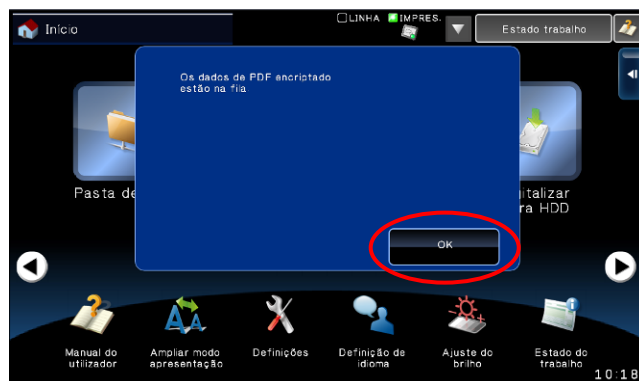 Início
LINHA IMPRES.
Estado trabalho
Os dados de PDF encriptado
estão na fila
OK
Pasta de
italizar
ra HDD
Manual do
utilizador
Ampliar modo
apresentação
Definições
Definição de
idioma
Ajuste do
brilho
Estado do
trabalho
10:18